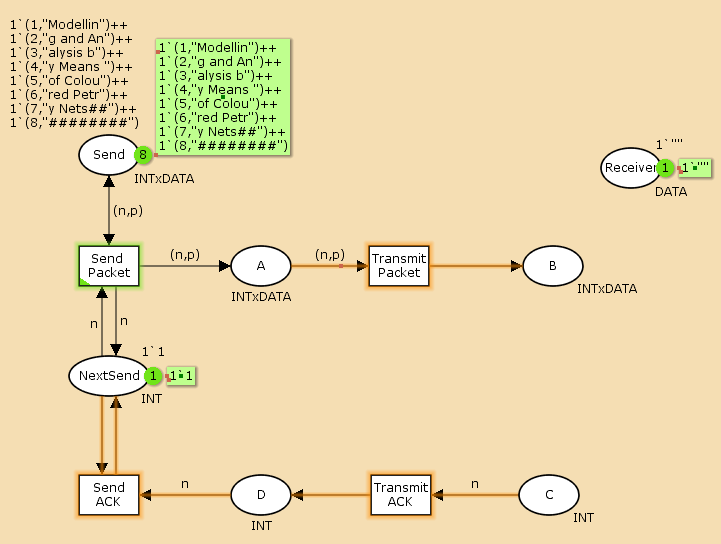 1`(1,"Modellin")++
1`(2,"g and An")++
1`(3,"alysis b")++
1`(4,"y Means ")++
1`(5,"of Colou")++
1`(6,"red Petr")++
1`(7,"y Nets##")++
1`(8,"########")
1`(1,"Modellin")++
1`(2,"g and An")++
1`(3,"alysis b")++
1`(4,"y Means ")++
1`(5,"of Colou")++
1`(6,"red Petr")++
1`(7,"y Nets##")++
1`(8,"########")
Send
8
INTxDATA
1`""
Receiver
1
1`""
DATA
(n,p)
Send
Packet
(n,p)
A
INTxDATA
(n,p)
Transmit
Packet
B
INTxDATA
n
n
1`1
NextSend
1
1`1
INT
Send
ACK
n
D
INT
Transmit
ACK
n
C
INT